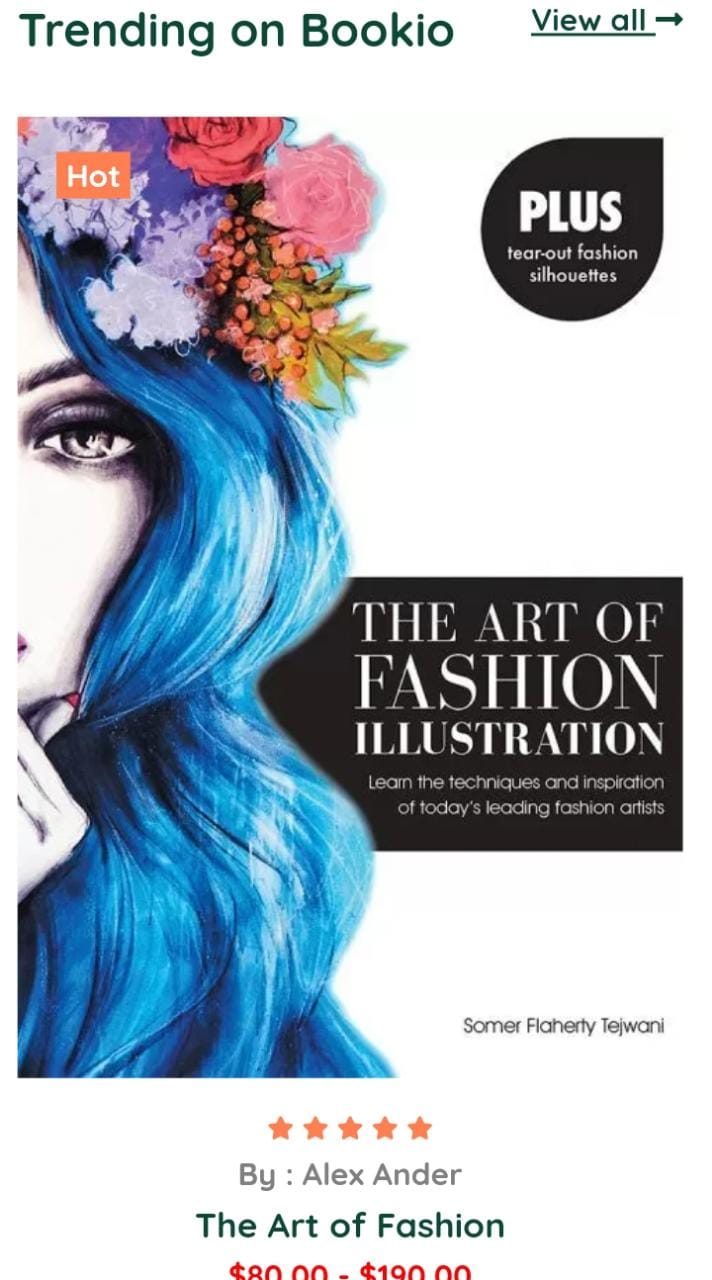 Trending on Bookio
View all →
Hot
PLUS
tear-out fashion
silhouettes
THE ART OF
FASHION
ILLUSTRATION
Learn the techniques and inspiration
of today's leading fashion artists
Somer Flaherty Tejwani
By : Alex Ander
The Art of Fashion
$80.00 - $190.00